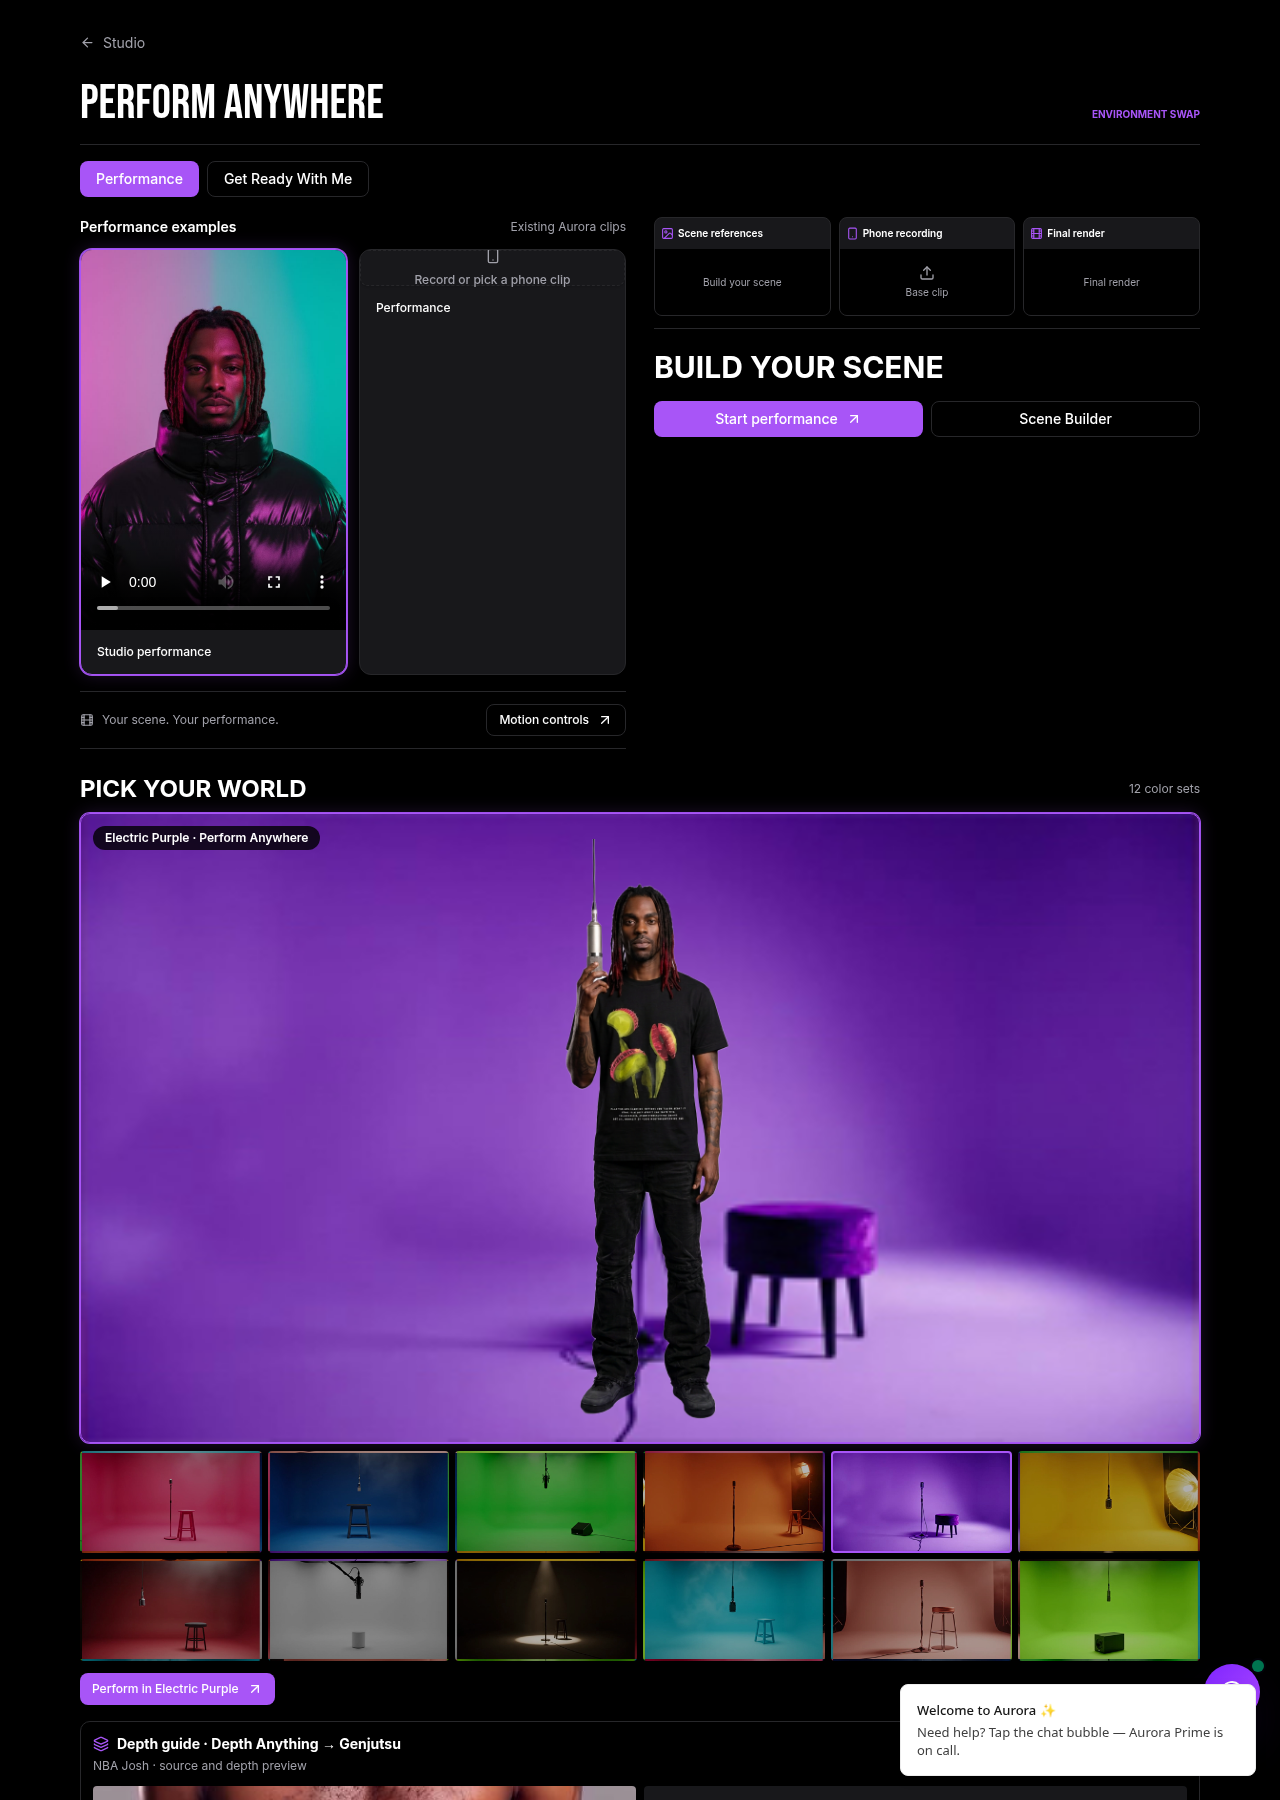 Studio
PERFORM ANYWHERE
ENVIRONMENT SWAP
Performance
Get Ready With Me
Performance examples
Existing Aurora clips
0:00
Studio performance
Record or pick a phone clip
Performance
Your scene. Your performance.
Motion controls
Scene references
Build your scene
Phone recording
Base clip
Final render
Final render
BUILD YOUR SCENE
Start performance
Scene Builder
PICK YOUR WORLD
12 color sets
Electric Purple · Perform Anywhere
Perform in Electric Purple
Depth guide · Depth Anything → Genjutsu
NBA Josh · source and depth preview
Welcome to Aurora ✨
Need help? Tap the chat bubble — Aurora Prime is
on call.